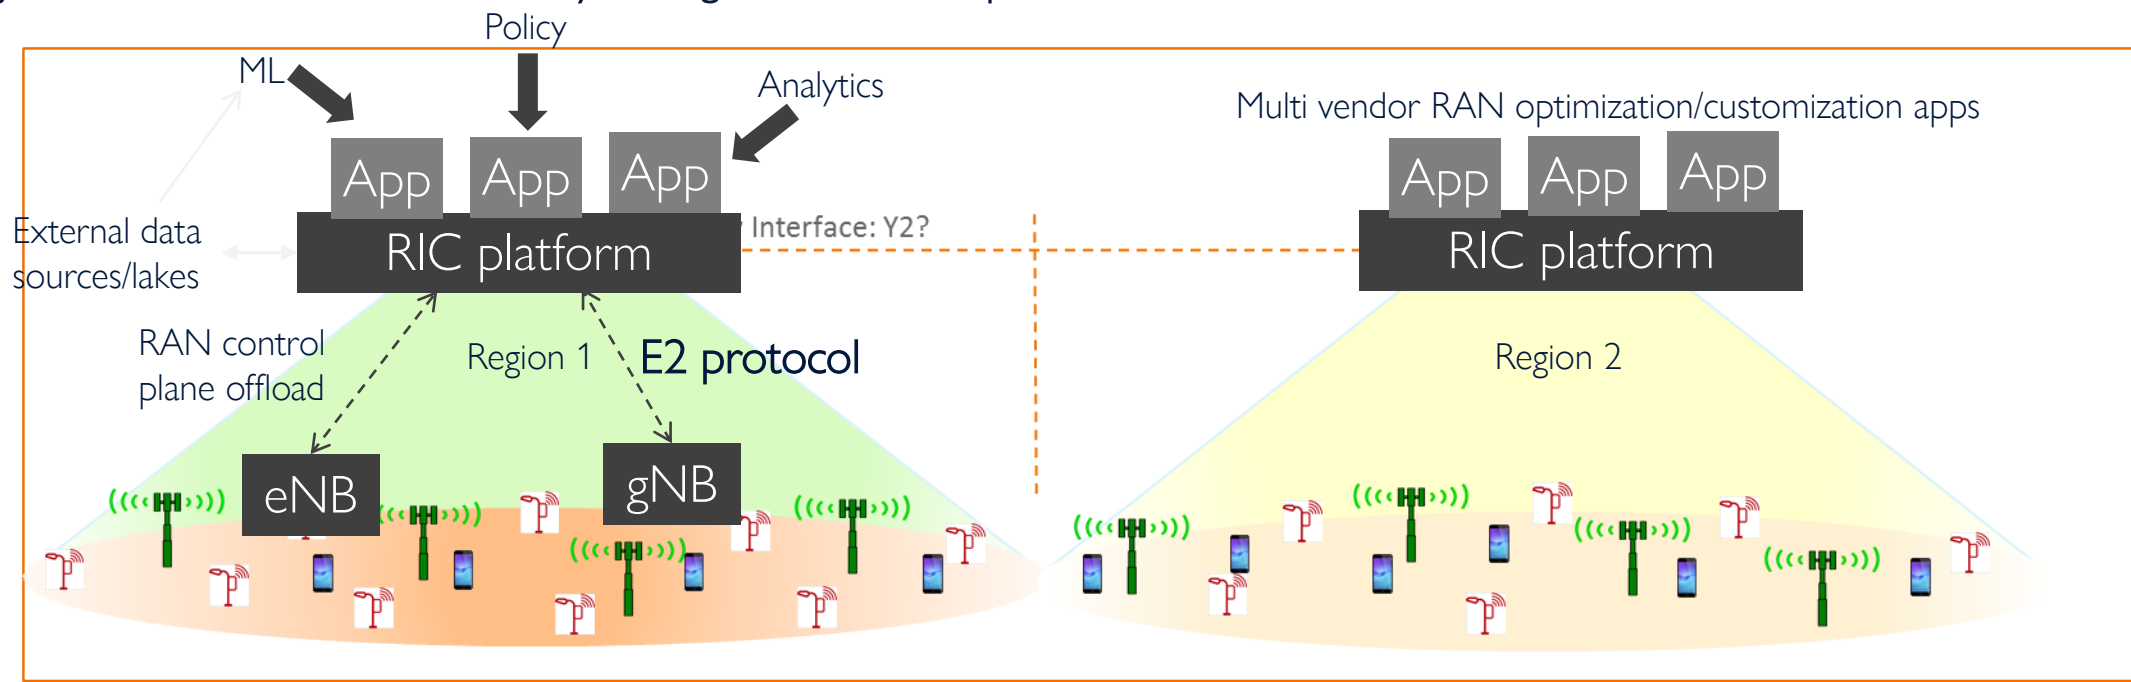 Policy
ML
Analytics
Multi vendor RAN optimization/customization apps
App
App
App
App
App
App
External data
sources/lakes
Interface: Y2?
RIC platform
RIC platform
RAN control
plane offload
Region 1
E2 protocol
Region 2
eNB
gNB